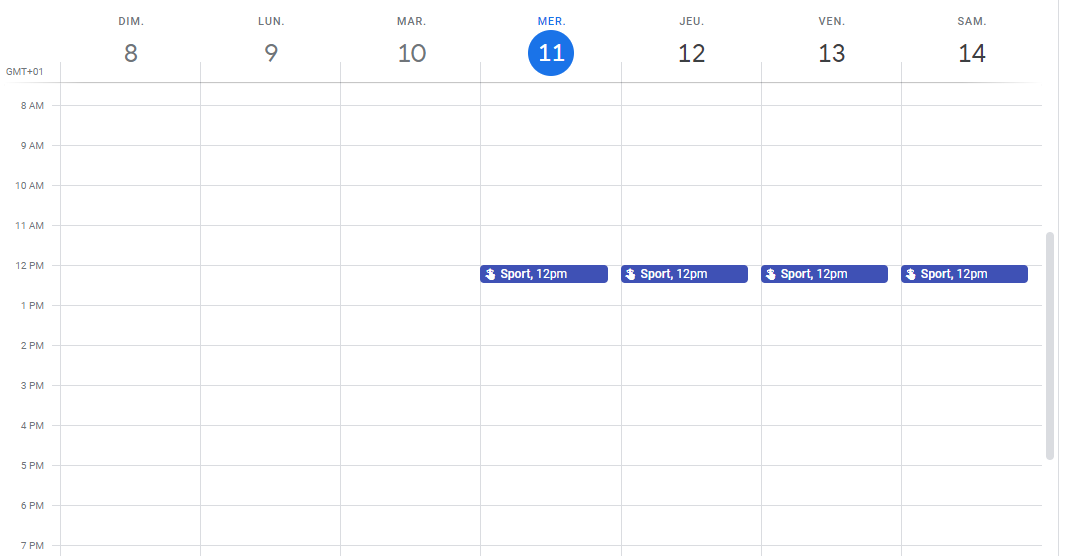 DIM. LUN. MAR. MER. JEU. VEN. SAM.
8 9 10 11 12 13 14
GMT+01
8 AM
9 AM
10 AM
11 AM
12 PM Sport, 12pm Sport, 12pm Sport, 12pm Sport, 12pm
1 PM
2 PM
3 PM
4 PM
5 PM
6 PM
7 PM